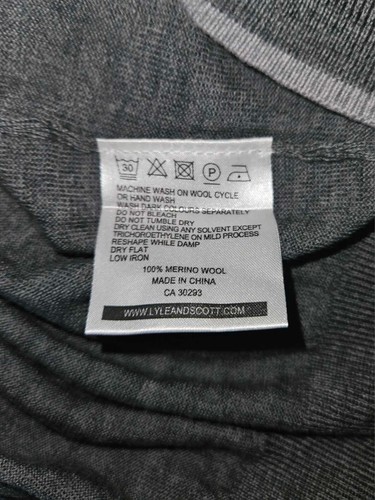 30 P
MACHINE WASH ON WOOL CYCLE
OR HAND WASH
WASH DARK COLOURS SEPARATELY
DO NOT BLEACH
DO NOT TUMBLE DRY
DRY CLEAN USING ANY SOLVENT EXCEPT
TRICHOROETHYLENE ON MILD PROCESS
RESHAPE WHILE DAMP
DRY FLAT
LOW IRON
100% MERINO WOOL
MADE IN CHINA
CA 30293
WWW.LYLEANDSCOTT.COM